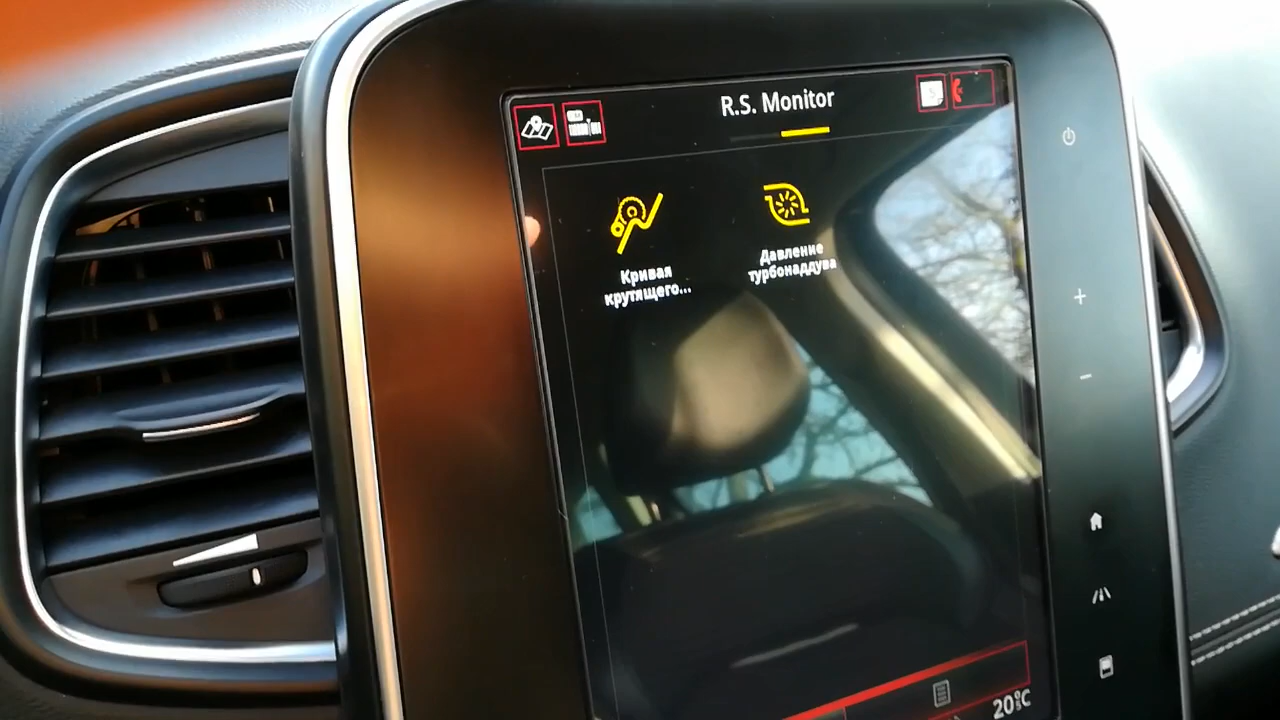 R.S. Monitor
Кривая
крутящего...
Давление
турбонаддува
20°C